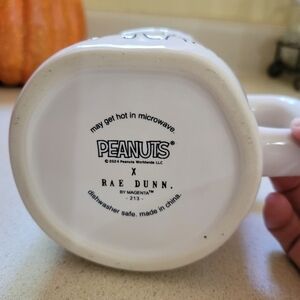 may get hot in microwave.
PEANUTS®
© 2024 Peanuts Worldwide LLC
X
RAE DUNN.
BY MAGENTA™
- 213 -
dishwasher safe. made in china.